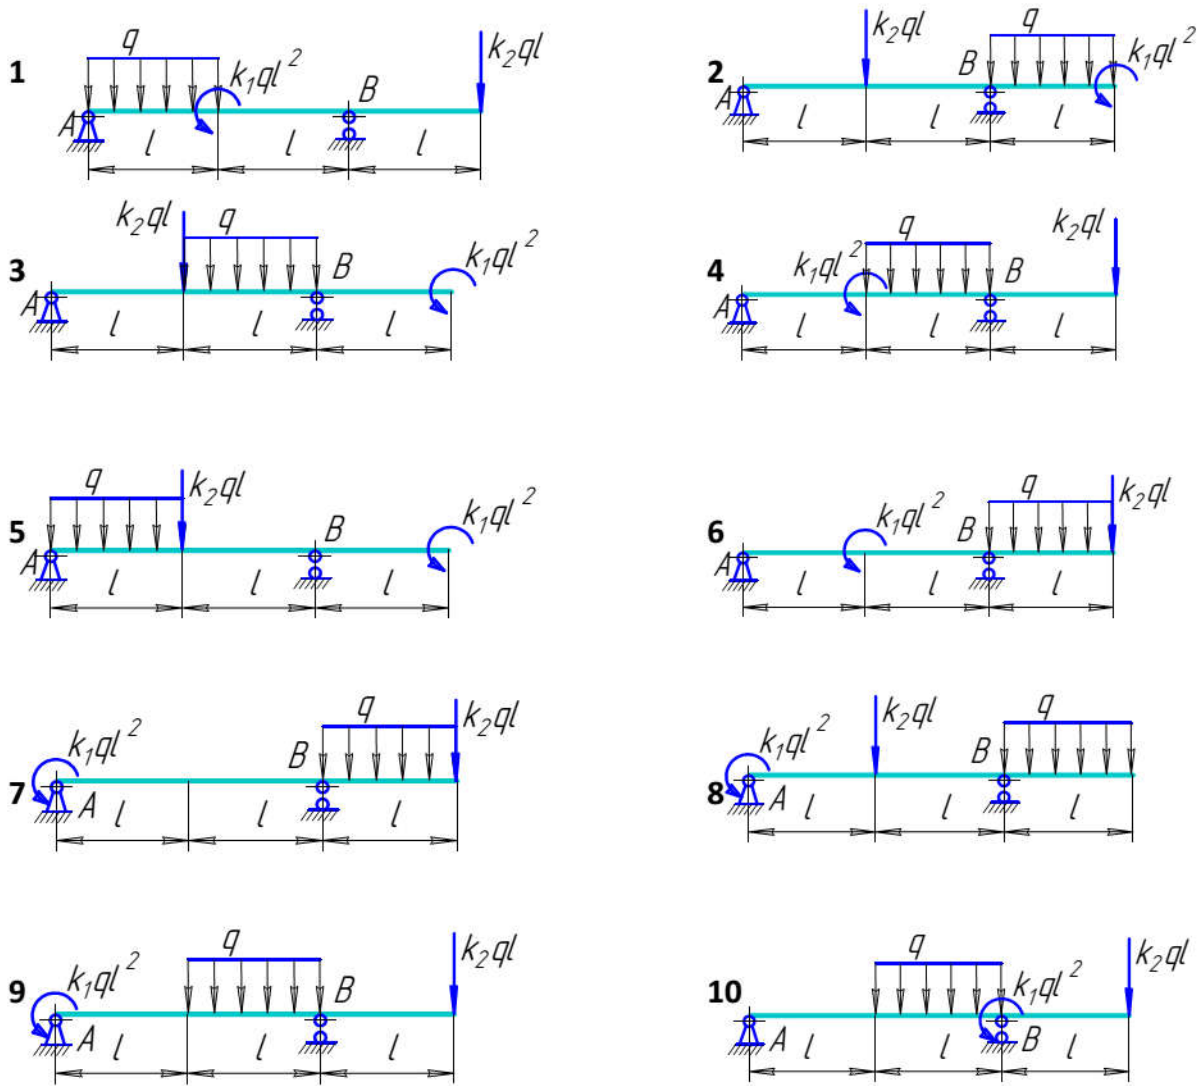 1 q k₁ql² k₂ql
A B
l l l
2 k₂ql q k₁ql²
A B
l l l
3 k₂ql q k₁ql²
A B
l l l
4 k₁ql² q k₂ql
A B
l l l
5 q k₂ql k₁ql²
A B
l l l
6 k₁ql² q k₂ql
A B
l l l
7 k₁ql² q k₂ql
A B
l l l
8 k₁ql² k₂ql q
A B
l l l
9 k₁ql² q k₂ql
A B
l l l
10 q k₁ql² k₂ql
A B
l l l